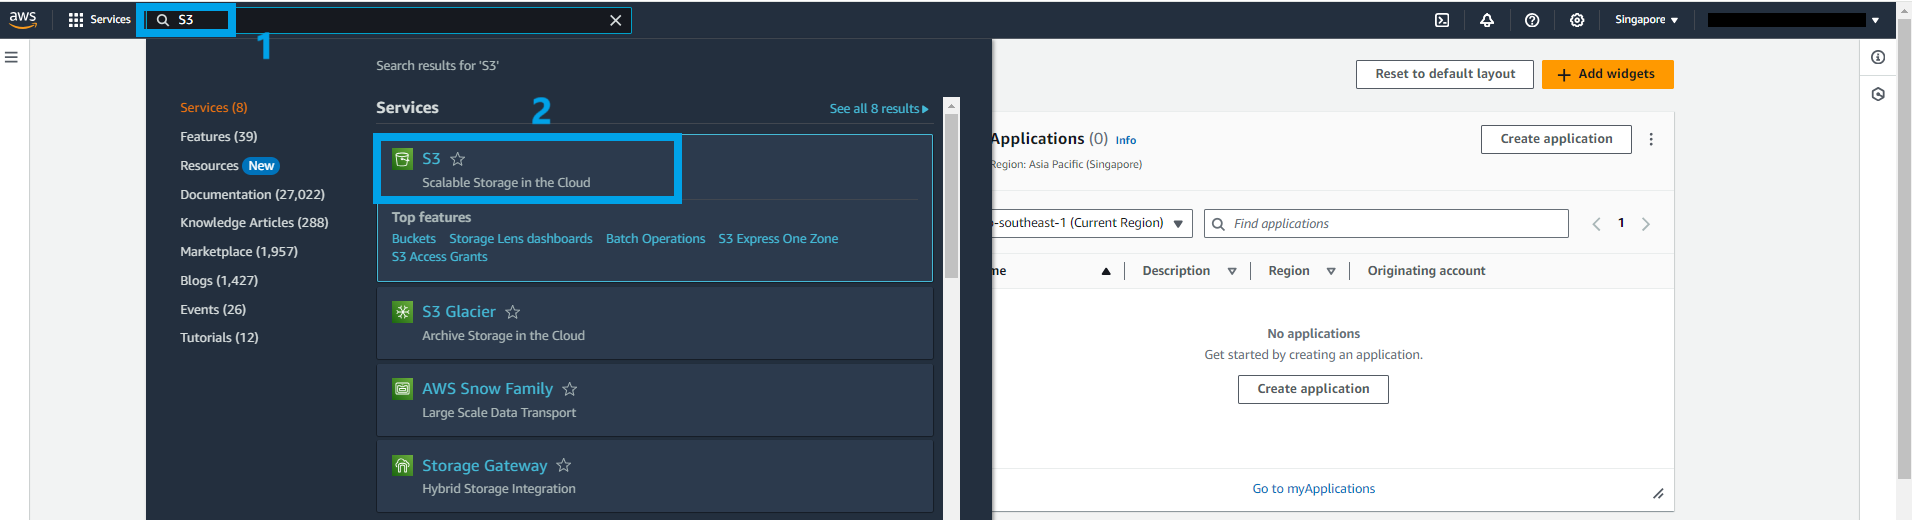 aws
Services
S3
Singapore
1
Search results for 'S3'
Services (8)
Features (39)
Resources New
Documentation (27,022)
Knowledge Articles (288)
Marketplace (1,957)
Blogs (1,427)
Events (26)
Tutorials (12)
Services
2
See all 8 results
S3
Scalable Storage in the Cloud
Top features
Buckets Storage Lens dashboards Batch Operations S3 Express One Zone
S3 Access Grants
S3 Glacier
Archive Storage in the Cloud
AWS Snow Family
Large Scale Data Transport
Storage Gateway
Hybrid Storage Integration
Reset to default layout
Add widgets
Applications (0) Info
Region: Asia Pacific (Singapore)
Create application
-southeast-1 (Current Region)
Find applications
1
me
Description
Region
Originating account
No applications
Get started by creating an application.
Create application
Go to myApplications